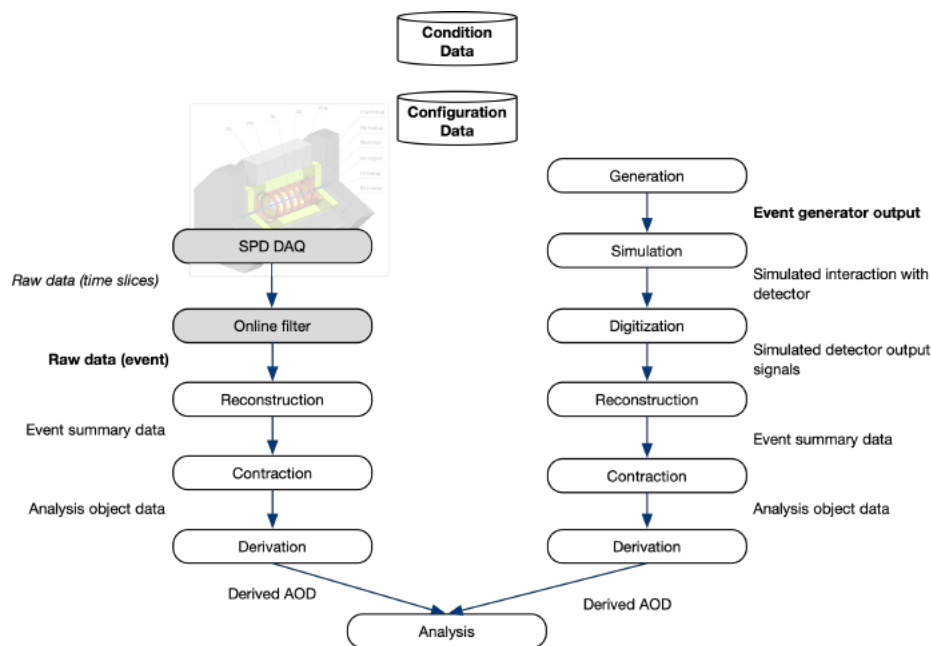 Condition
Data
Configuration
Data
SPD DAQ
Raw data (time slices)
Online filter
Raw data (event)
Reconstruction
Event summary data
Contraction
Analysis object data
Derivation
Derived AOD
Generation
Event generator output
Simulation
Simulated interaction with
detector
Digitization
Simulated detector output
signals
Reconstruction
Event summary data
Contraction
Analysis object data
Derivation
Derived AOD
Analysis